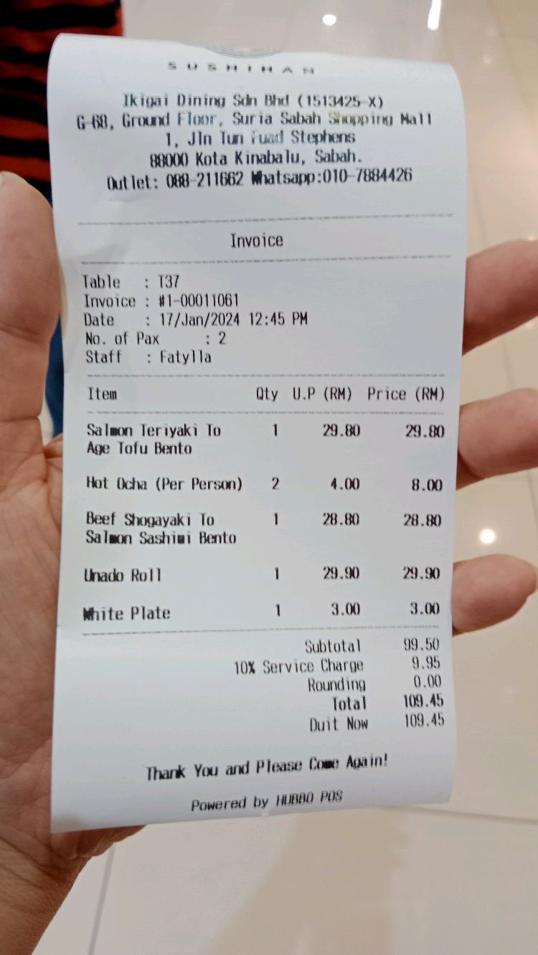 SUSHIHAN
Ikigai Dining Sdn Bhd (1513425-X)
G-68, Ground Floor, Suria Sabah Shopping Mall
1, Jln Tun Fuad Stephens
88000 Kota Kinabalu, Sabah.
Outlet: 088-211662 Whatsapp:010-7884426
Invoice
Table : T37
Invoice : #1-00011061
Date : 17/Jan/2024 12:45 PM
No. of Pax : 2
Staff : Fatylla
Item Qty U.P (RM) Price (RM)
Salmon Teriyaki To 1 29.80 29.80
Age Tofu Bento
Hot Ocha (Per Person) 2 4.00 8.00
Beef Shogayaki To 1 28.80 28.80
Salmon Sashimi Bento
Unado Roll 1 29.90 29.90
White Plate 1 3.00 3.00
Subtotal 99.50
10% Service Charge 9.95
Rounding 0.00
Total 109.45
Duit Now 109.45
Thank You and Please Come Again!
Powered by HUBBO POS